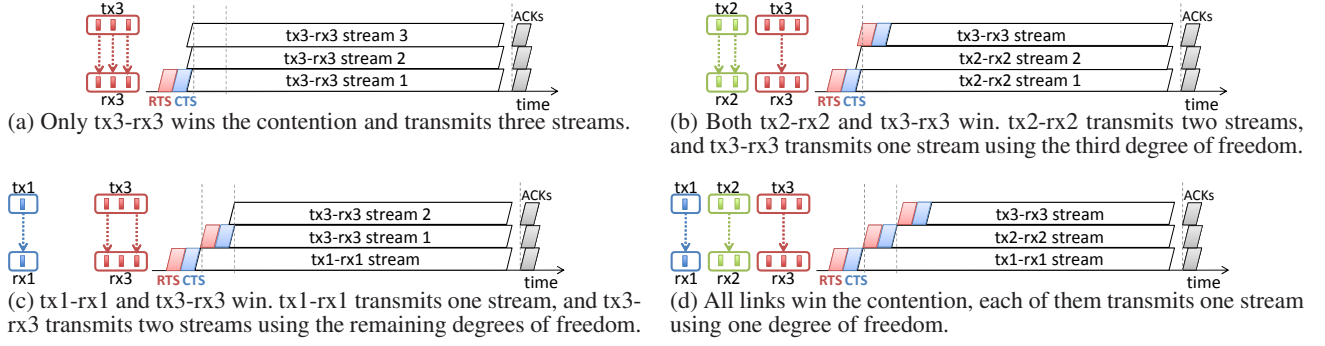 tx3
ACKs
tx3-rx3 stream 3
tx3-rx3 stream 2
tx3-rx3 stream 1
rx3
RTS CTS
time
(a) Only tx3-rx3 wins the contention and transmits three streams.
tx2 tx3
ACKs
tx3-rx3 stream
tx2-rx2 stream 2
tx2-rx2 stream 1
rx2 rx3
RTS CTS
time
(b) Both tx2-rx2 and tx3-rx3 win. tx2-rx2 transmits two streams,
and tx3-rx3 transmits one stream using the third degree of freedom.
tx1 tx3
ACKs
tx3-rx3 stream 2
tx3-rx3 stream 1
tx1-rx1 stream
rx1 rx3
RTS CTS
time
(c) tx1-rx1 and tx3-rx3 win. tx1-rx1 transmits one stream, and tx3-
rx3 transmits two streams using the remaining degrees of freedom.
tx1 tx2 tx3
ACKs
tx3-rx3 stream
tx2-rx2 stream
tx1-rx1 stream
rx1 rx2 rx3
RTS CTS
time
(d) All links win the contention, each of them transmits one stream
using one degree of freedom.